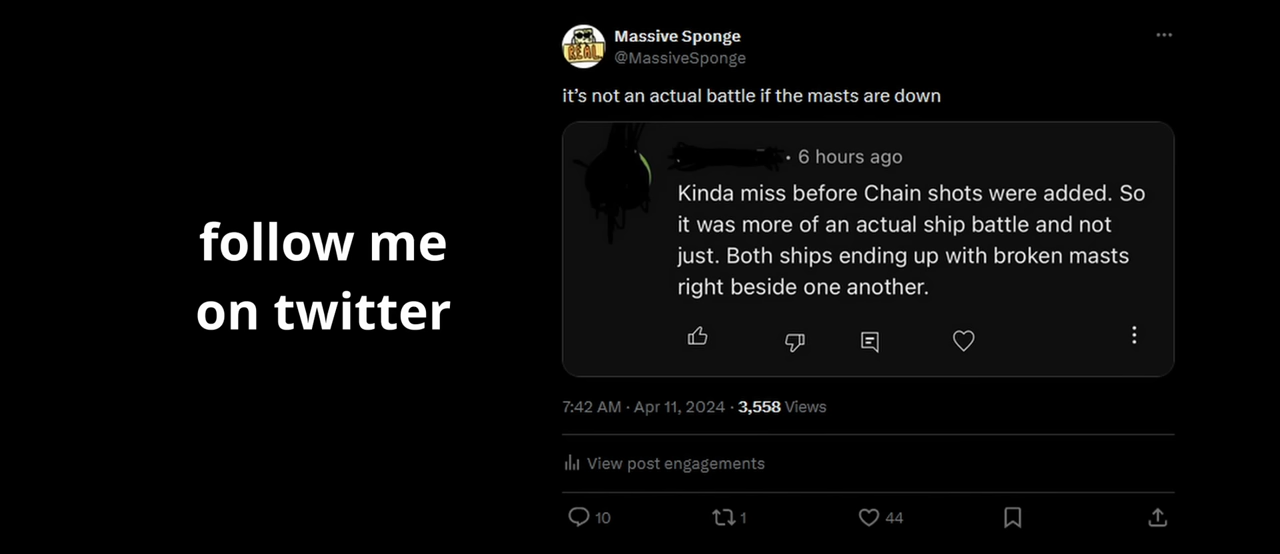 follow me
on twitter
REAL
Massive Sponge
@MassiveSponge
it’s not an actual battle if the masts are down
· 6 hours ago
Kinda miss before Chain shots were added. So
it was more of an actual ship battle and not
just. Both ships ending up with broken masts
right beside one another.
7:42 AM · Apr 11, 2024 · 3,558 Views
View post engagements
10 1 44